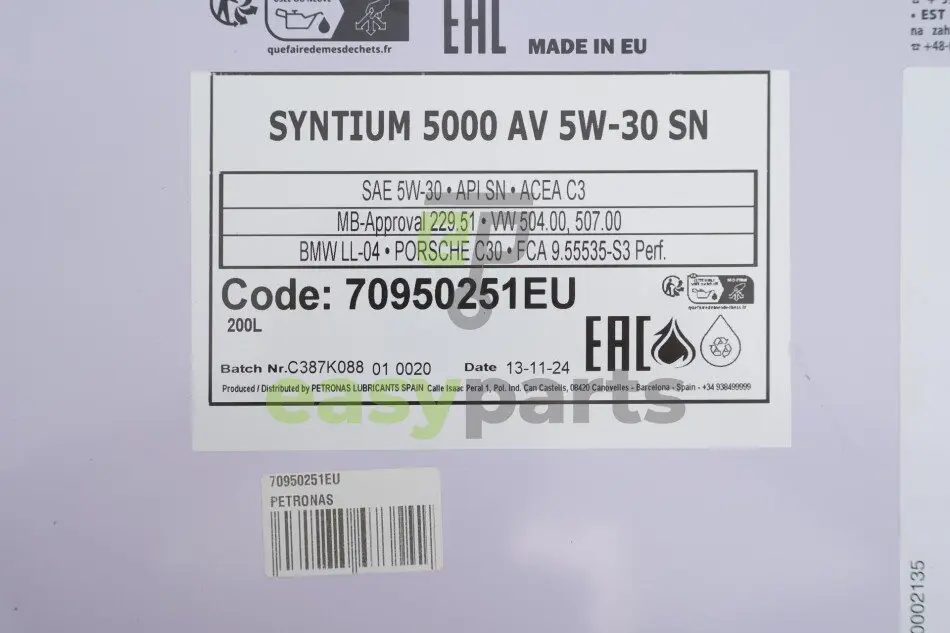 quefairedemesdechets.fr
EAC
MADE IN EU
• EST
na zah
+48-
SYNTIUM 5000 AV 5W-30 SN
SAE 5W-30 • API SN • ACEA C3
MB-Approval 229.51 • VW 504.00, 507.00
BMW LL-04 • PORSCHE C30 • FCA 9.55535-S3 Perf.
Code: 70950251EU
200L
quefairedemesdechets.fr
EAC
Batch Nr.C387K088 01 0020 Date 13-11-24
Produced / Distributed by PETRONAS LUBRICANTS SPAIN Calle Isaac Peral 1, Pol. Ind. Can Castells, 08420 Canovelles - Barcelona - Spain - +34 938499999
easyparts
70950251EU
PETRONAS
0002135